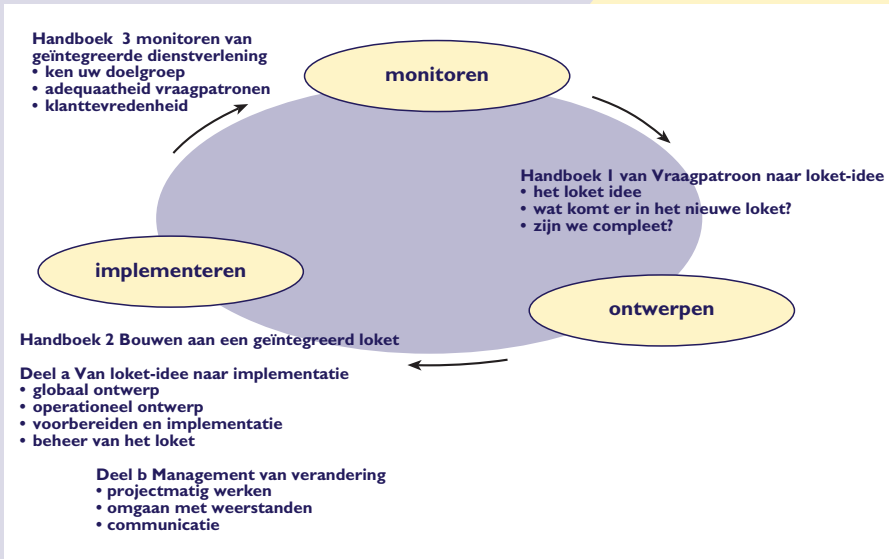 Handboek 3 monitoren van
geïntegreerde dienstverlening
• ken uw doelgroep
• adequaatheid vraagpatronen
• klanttevredenheid
monitoren
Handboek 1 van Vraagpatroon naar loket-idee
• het loket idee
• wat komt er in het nieuwe loket?
• zijn we compleet?
implementeren
ontwerpen
Handboek 2 Bouwen aan een geïntegreerd loket
Deel a Van loket-idee naar implementatie
• globaal ontwerp
• operationeel ontwerp
• voorbereiden en implementatie
• beheer van het loket
Deel b Management van verandering
• projectmatig werken
• omgaan met weerstanden
• communicatie